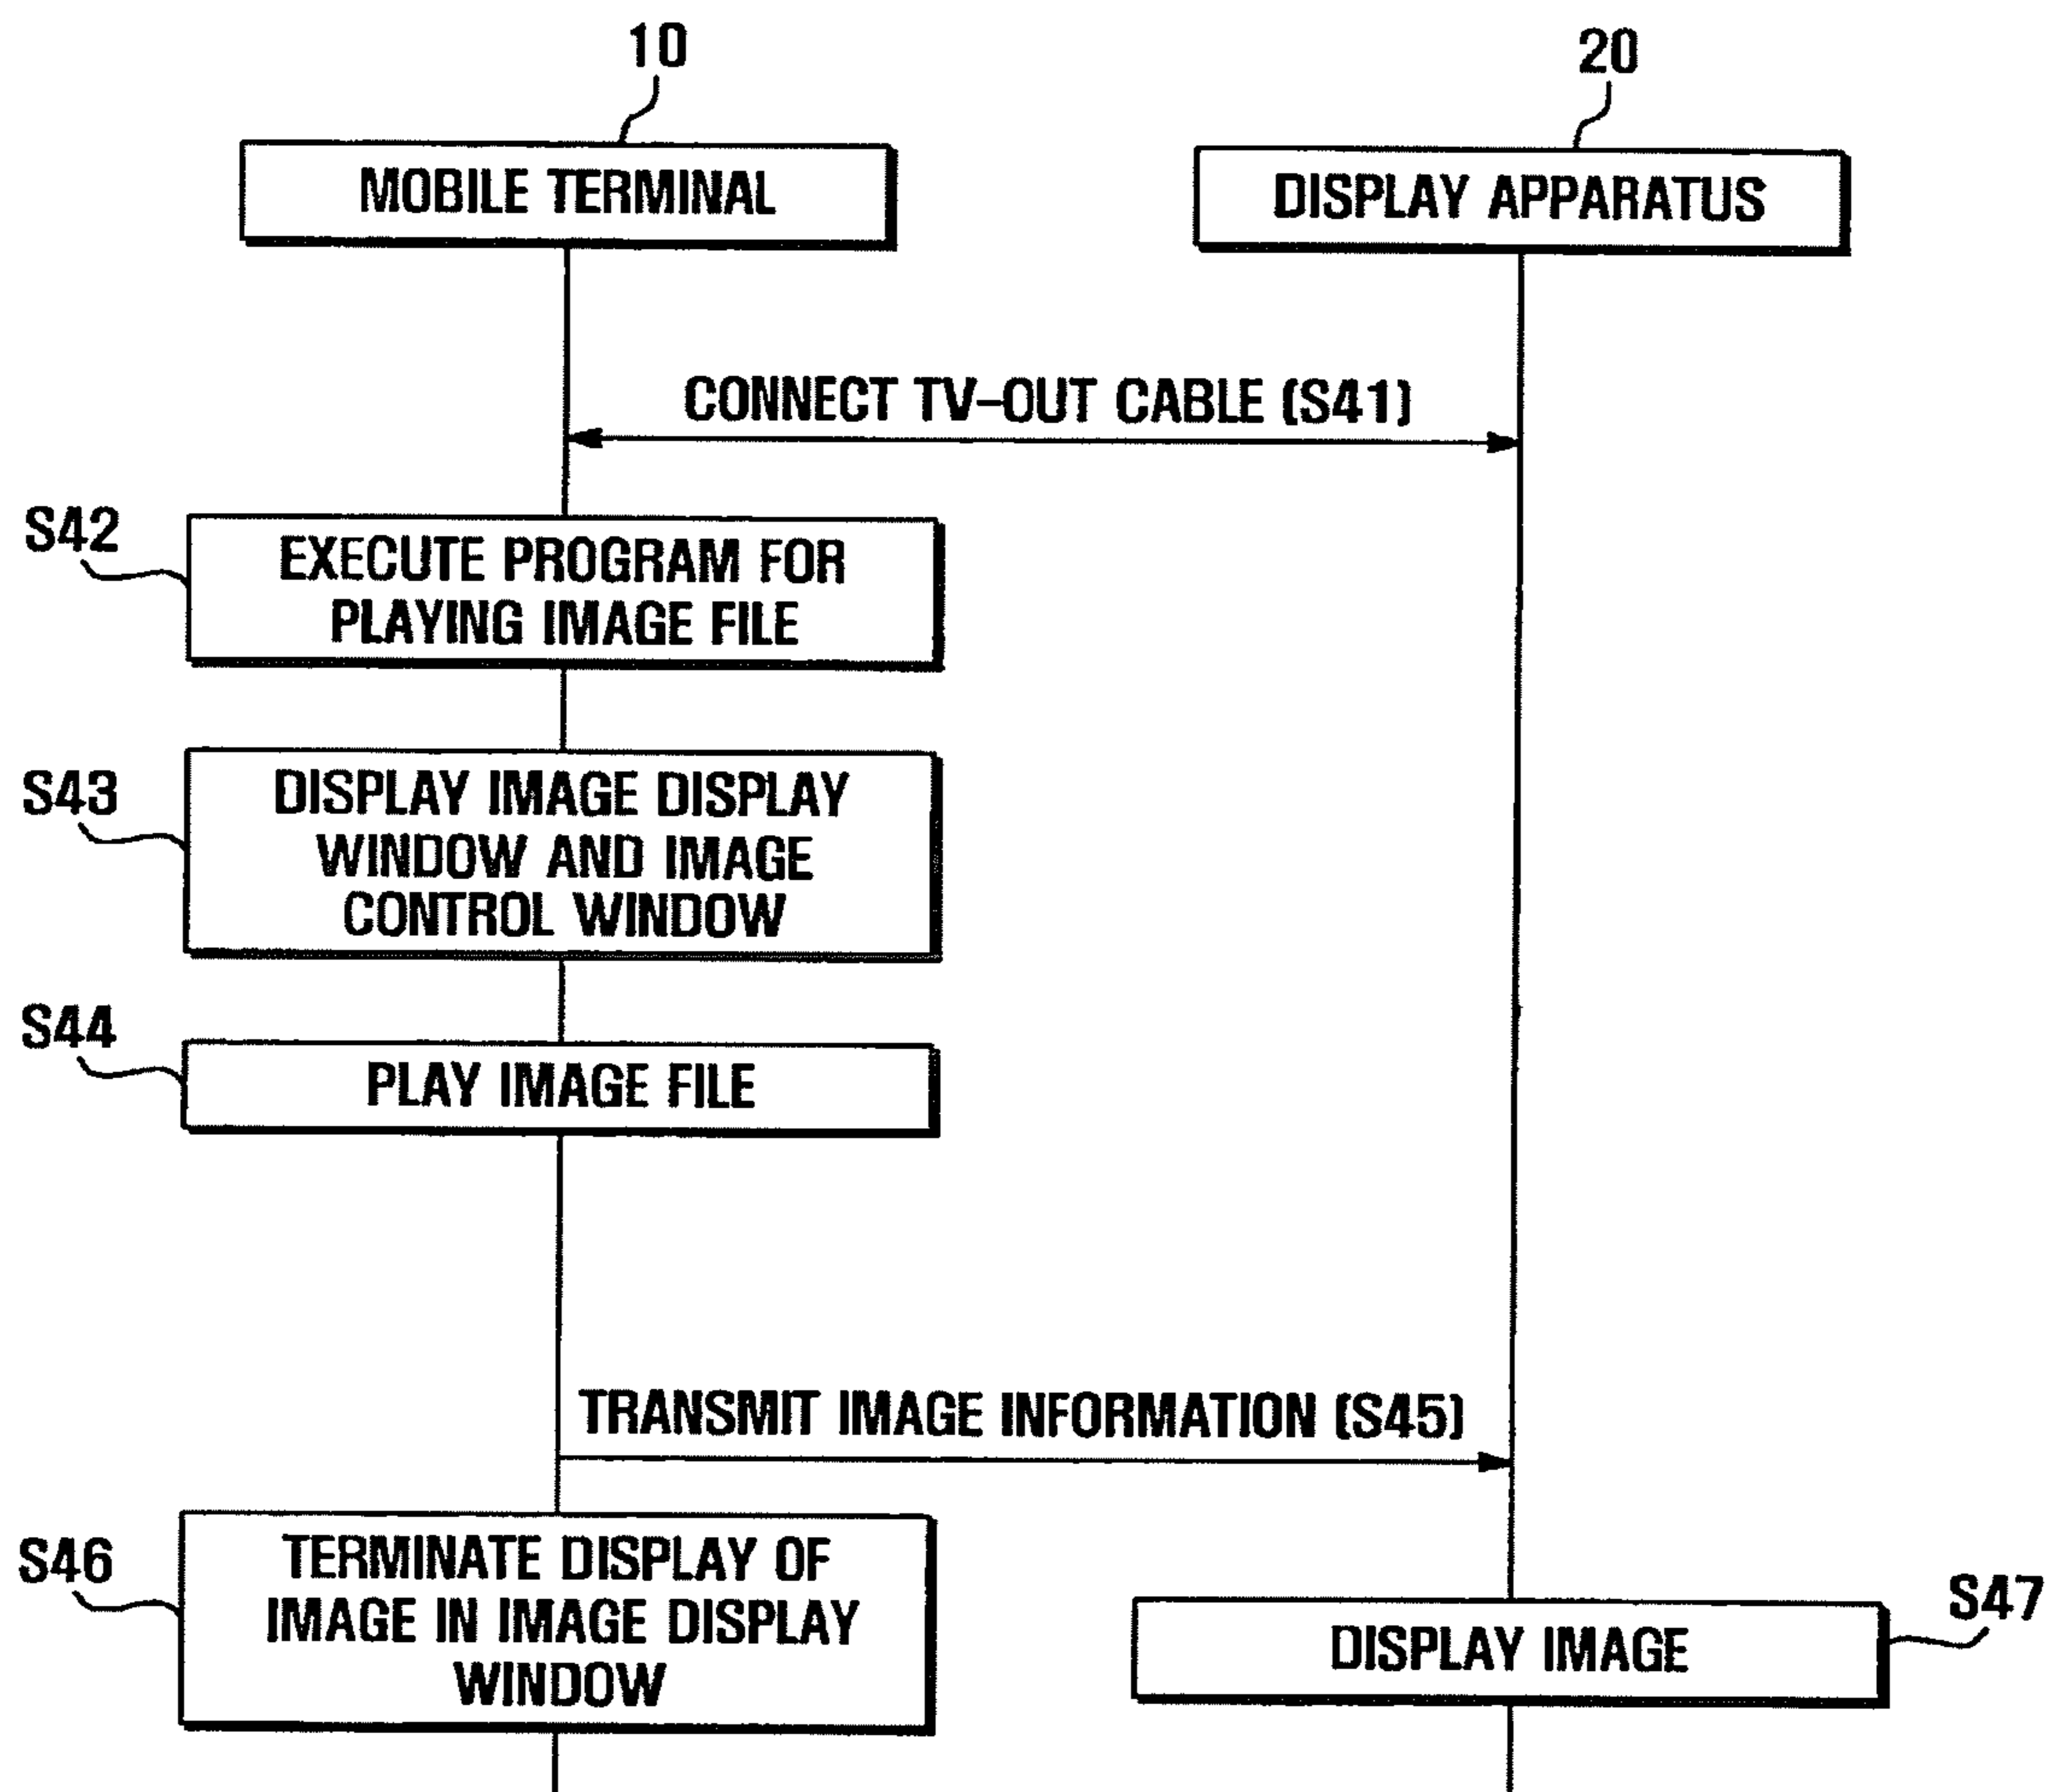 10
20
MOBILE TERMINAL
DISPLAY APPARATUS
CONNECT TV-OUT CABLE (S41)
S42
EXECUTE PROGRAM FOR
PLAYING IMAGE FILE
S43
DISPLAY IMAGE DISPLAY
WINDOW AND IMAGE
CONTROL WINDOW
S44
PLAY IMAGE FILE
TRANSMIT IMAGE INFORMATION (S45)
S46
TERMINATE DISPLAY OF
IMAGE IN IMAGE DISPLAY
WINDOW
S47
DISPLAY IMAGE